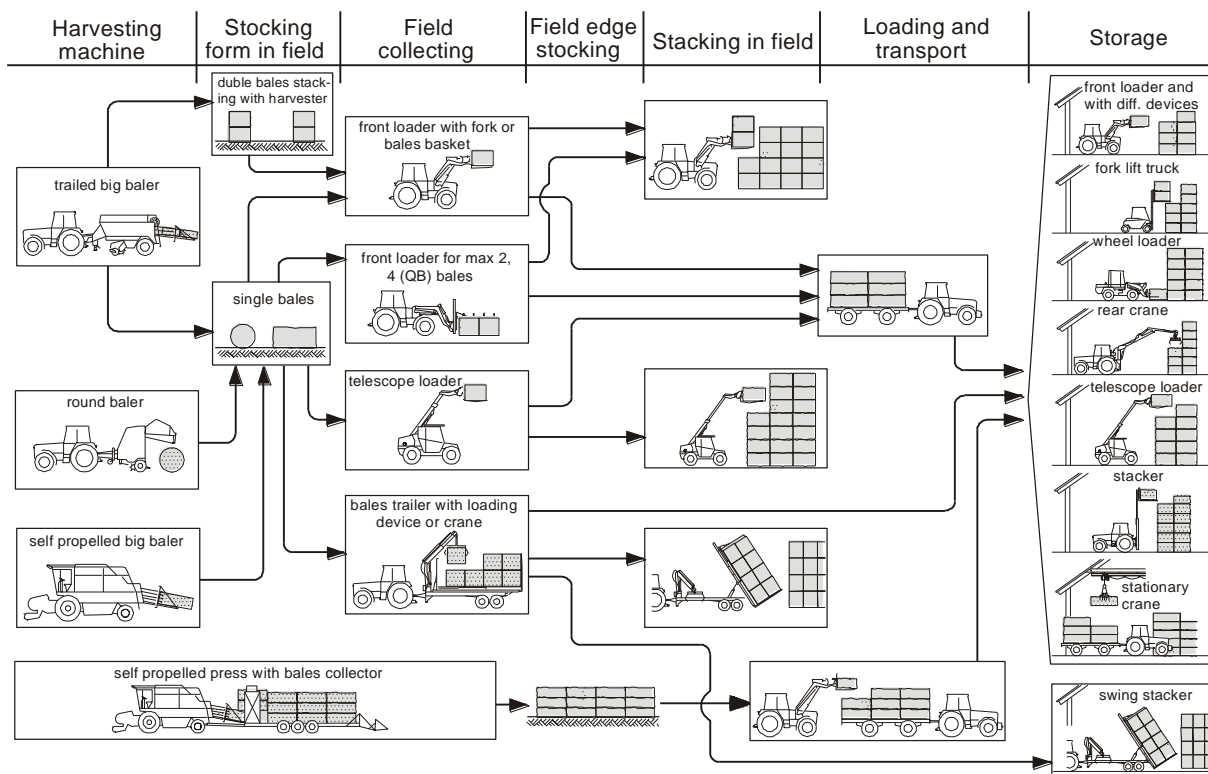 Harvesting
machine
Stocking
form in field
Field
collecting
Field edge
stocking
Stacking in field
Loading and
transport
Storage
duble bales stack-
ing with harvester
trailed big baler
single bales
round baler
self propelled big baler
self propelled press with bales collector
front loader with fork or
bales basket
front loader for max 2,
4 (QB) bales
telescope loader
bales trailer with loading
device or crane
front loader and
with diff. devices
fork lift truck
wheel loader
rear crane
telescope loader
stacker
stationary
crane
swing stacker